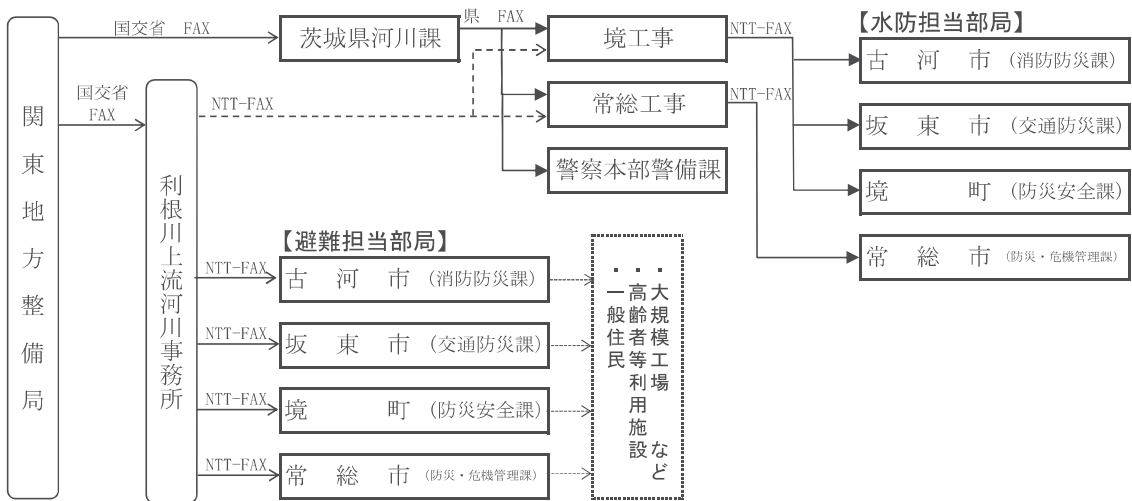 関東地方整備局
国交省 FAX
国交省
FAX
利根川上流河川事務所
茨城県河川課
県 FAX
NTT-FAX
境工事
常総工事
警察本部警備課
NTT-FAX
NTT-FAX
【水防担当部局】
古河市(消防防災課)
坂東市(交通防災課)
境町(防災安全課)
常総市(防災・危機管理課)
【避難担当部局】
NTT-FAX
古河市(消防防災課)
NTT-FAX
坂東市(交通防災課)
NTT-FAX
境町(防災安全課)
NTT-FAX
常総市(防災・危機管理課)
大規模工場 など
・高齢者等利用施設
・一般住民